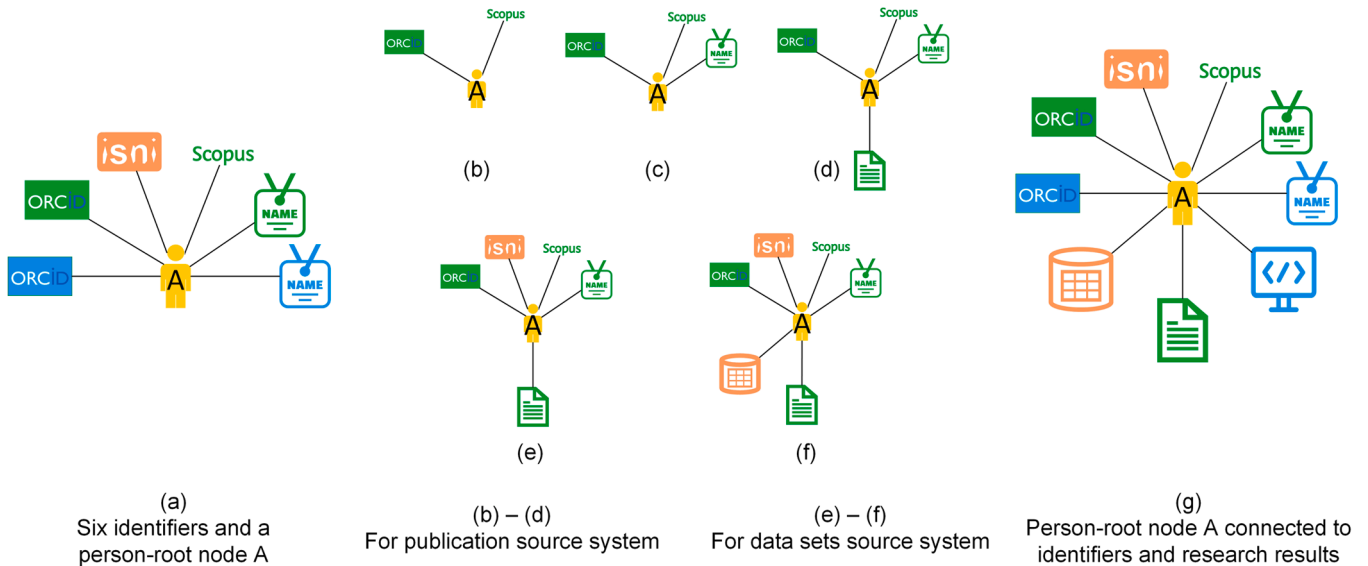 Scopus
ORCiD
A
(b)
Scopus
ORCiD
NAME
A
(c)
Scopus
ORCiD
NAME
A
(d)
isni
Scopus
ORCiD
NAME
ORCiD
NAME
A
isni
Scopus
ORCiD
NAME
A
(e)
isni
Scopus
ORCiD
NAME
A
(f)
isni
Scopus
ORCiD
NAME
ORCiD
NAME
A
</>
(a)
Six identifiers and a
person-root node A
(b) – (d)
For publication source system
(e) – (f)
For data sets source system
(g)
Person-root node A connected to
identifiers and research results